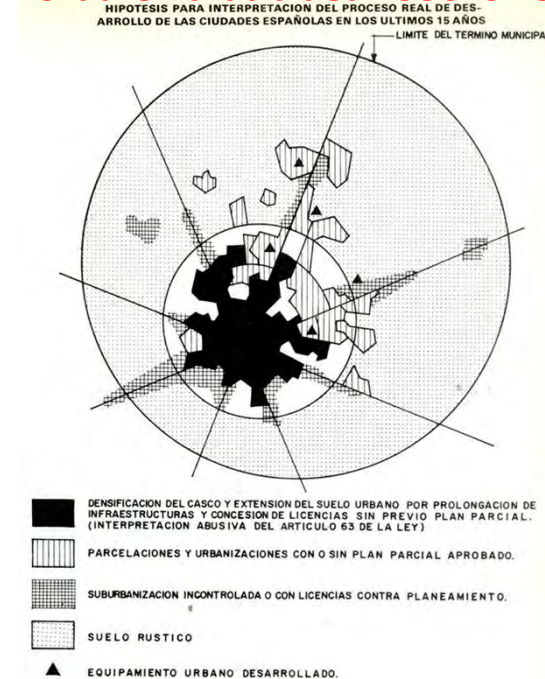 HIPOTESIS PARA INTERPRETACION DEL PROCESO REAL DE DES-
ARROLLO DE LAS CIUDADES ESPAÑOLAS EN LOS ULTIMOS 15 AÑOS
LIMITE DEL TERMINO MUNICIPA
DENSIFICACION DEL CASCO Y EXTENSION DEL SUELO URBANO POR PROLONGACION DE
INFRAESTRUCTURAS Y CONCESION DE LICENCIAS SIN PREVIO PLAN PARCIAL.
(INTERPRETACION ABUSIVA DEL ARTICULO 63 DE LA LEY)
PARCELACIONES Y URBANIZACIONES CON O SIN PLAN PARCIAL APROBADO.
SUBURBANIZACION INCONTROLADA O CON LICENCIAS CONTRA PLANEAMIENTO.
SUELO RUSTICO
EQUIPAMIENTO URBANO DESARROLLADO.